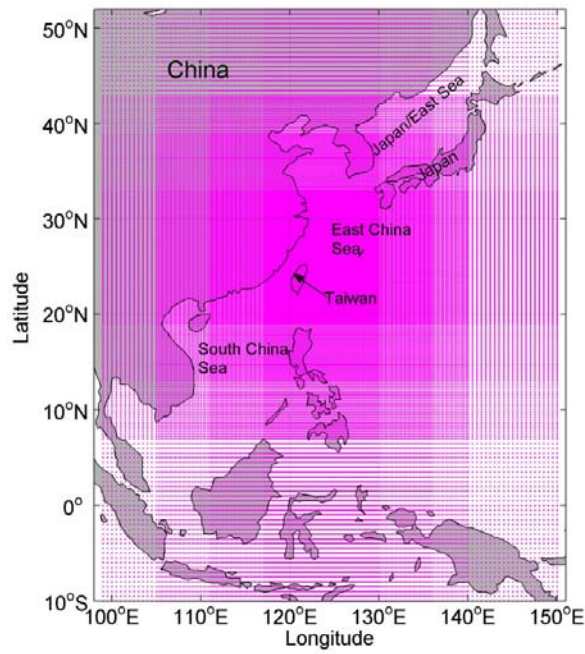 50°N
China
Japan/East Sea
40°N
Japan
30°N
East China
Sea
Taiwan
20°N
South China
Sea
10°N
0°
10°S
100°E
110°E
120°E
130°E
140°E
150°E
Latitude
Longitude